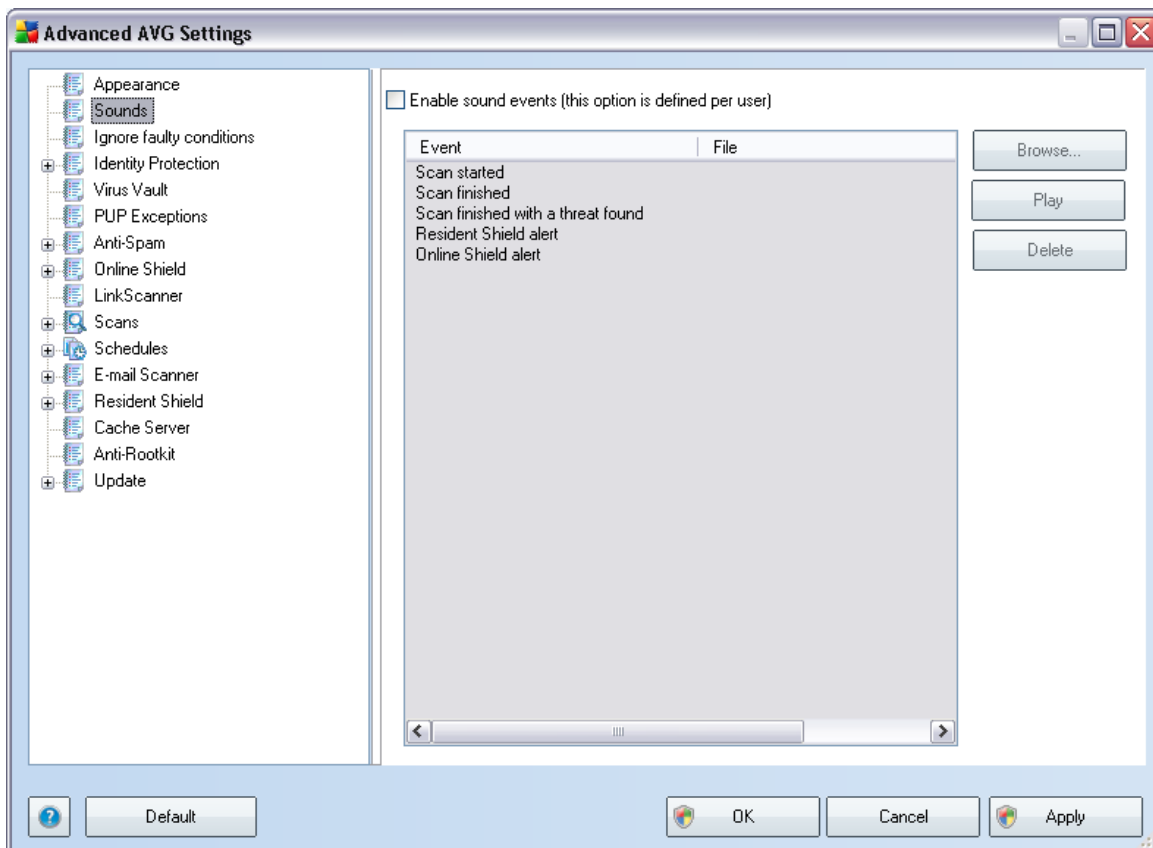 Advanced AVG Settings
Appearance
Sounds
Ignore faulty conditions
Identity Protection
Virus Vault
PUP Exceptions
Anti-Spam
Online Shield
LinkScanner
Scans
Schedules
E-mail Scanner
Resident Shield
Cache Server
Anti-Rootkit
Update
Enable sound events (this option is defined per user)
Event File
Scan started
Scan finished
Scan finished with a threat found
Resident Shield alert
Online Shield alert
Browse...
Play
Delete
? Default OK Cancel Apply